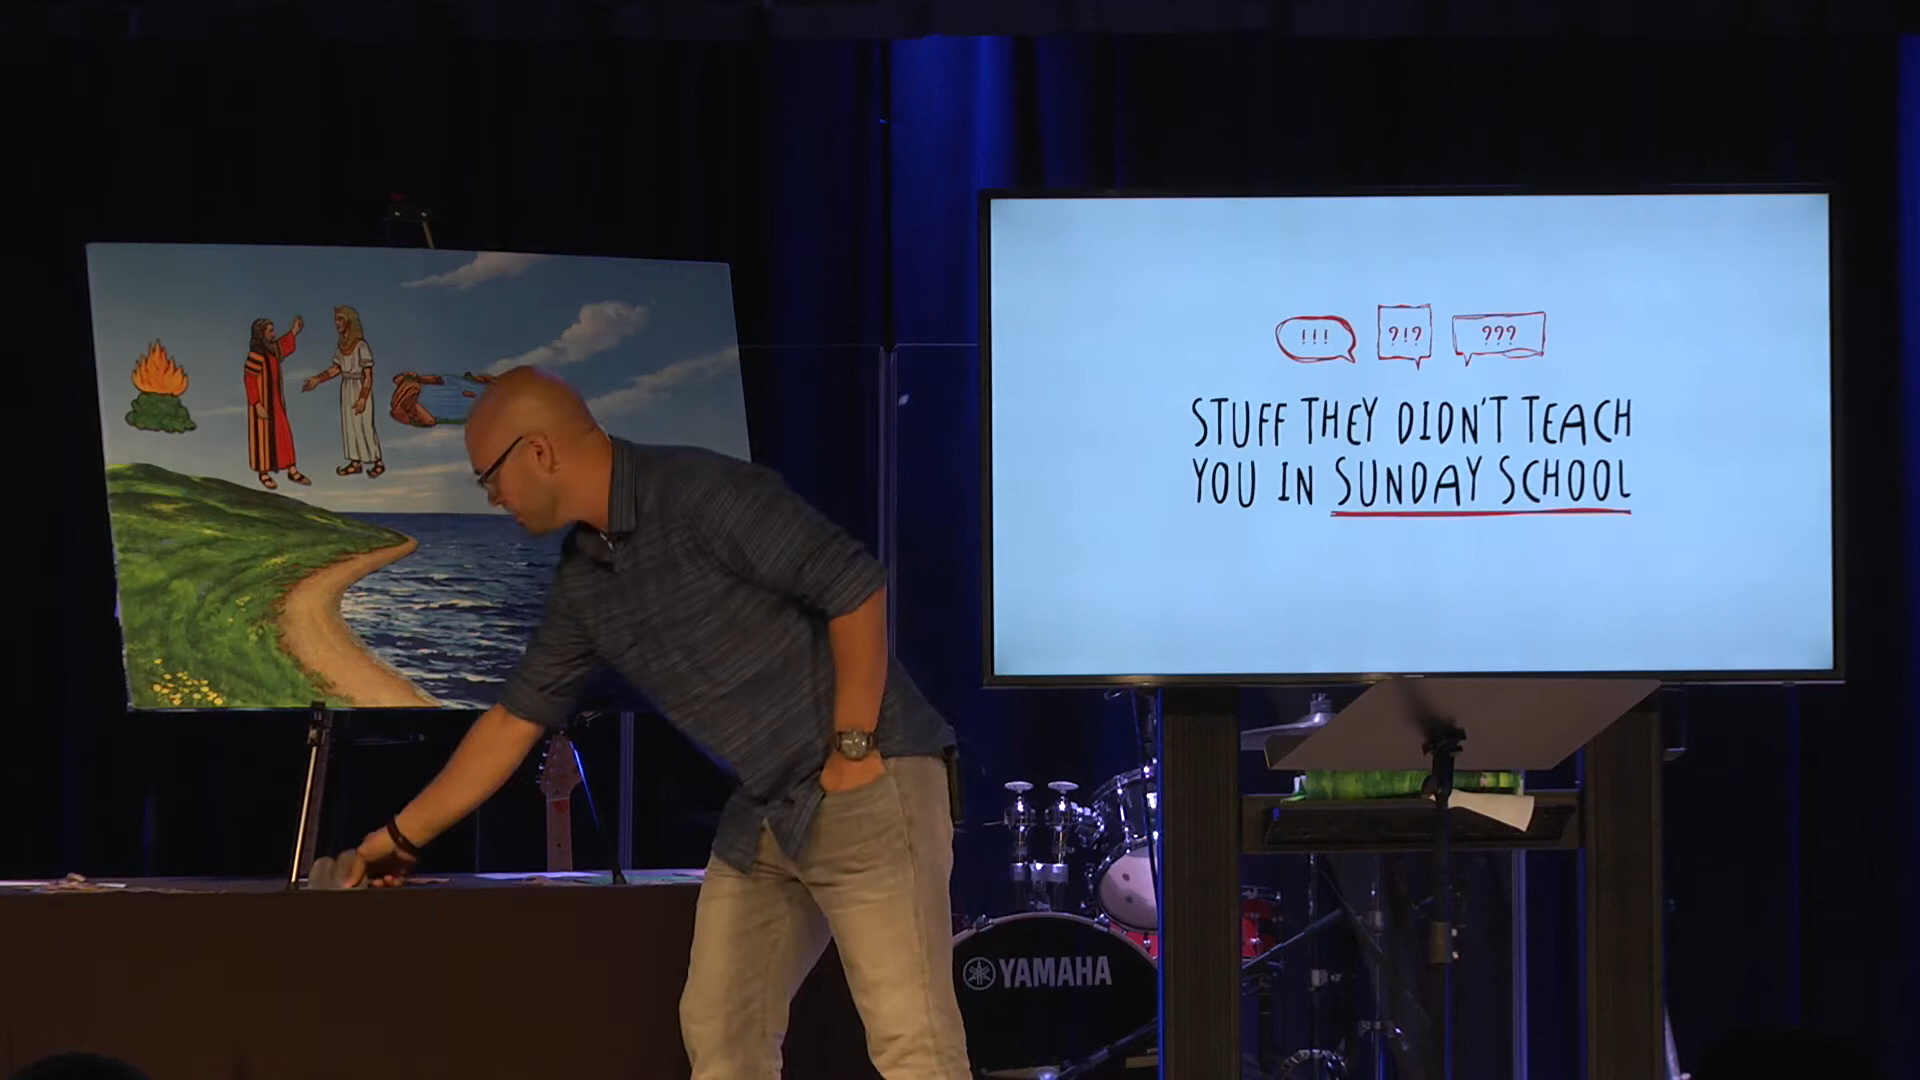 !!! ?!? ???
STUFF THEY DIDN'T TEACH
YOU IN SUNDAY SCHOOL
YAMAHA